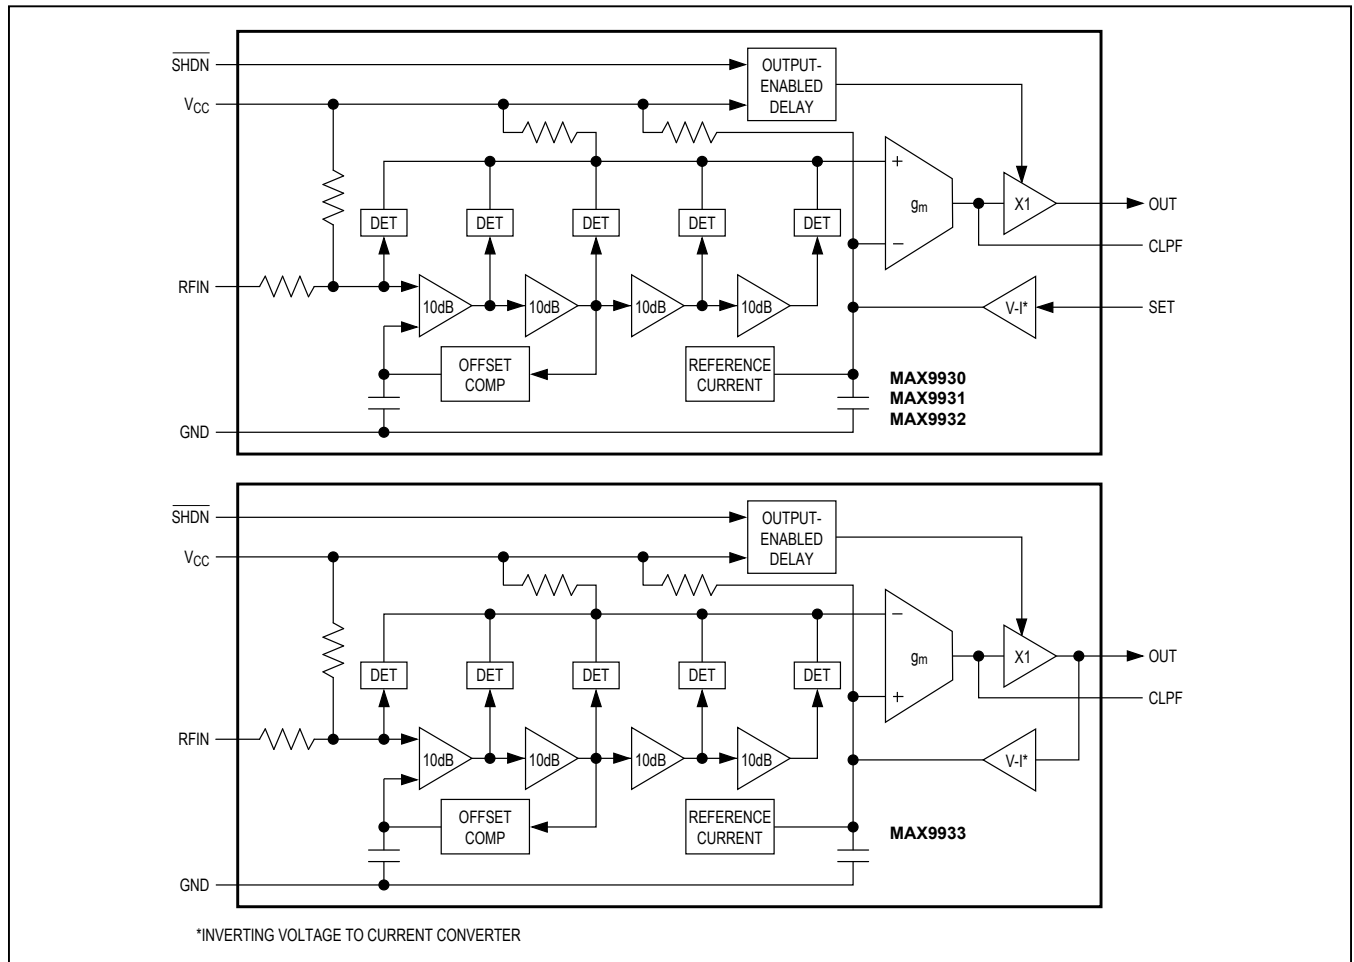 SHDN
VCC
OUTPUT-
ENABLED
DELAY
DET
DET
DET
DET
DET
+
gm
−
X1
OUT
CLPF
RFIN
10dB
10dB
10dB
10dB
V-I*
SET
OFFSET
COMP
REFERENCE
CURRENT
MAX9930
MAX9931
MAX9932
GND
SHDN
VCC
OUTPUT-
ENABLED
DELAY
DET
DET
DET
DET
DET
−
gm
+
X1
OUT
CLPF
RFIN
10dB
10dB
10dB
10dB
V-I*
OFFSET
COMP
REFERENCE
CURRENT
MAX9933
GND
*INVERTING VOLTAGE TO CURRENT CONVERTER